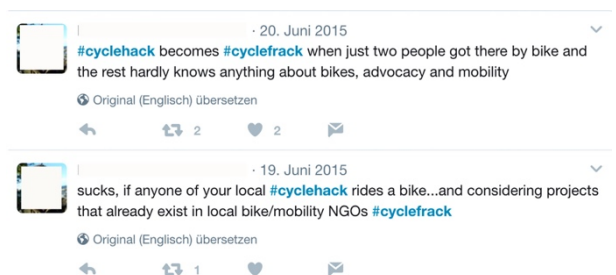 · 20. Juni 2015
#cyclehack becomes #cyclefrack when just two people got there by bike and
the rest hardly knows anything about bikes, advocacy and mobility
Original (Englisch) übersetzen
2 2
· 19. Juni 2015
sucks, if anyone of your local #cyclehack rides a bike...and considering projects
that already exist in local bike/mobility NGOs #cyclefrack
Original (Englisch) übersetzen
1